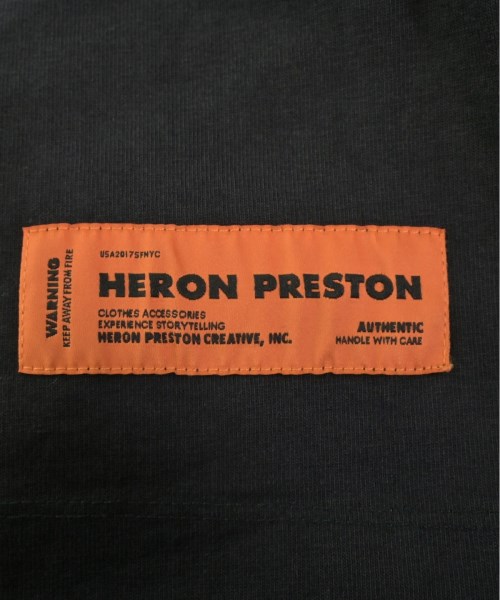 WARNING
KEEP AWAY FROM FIRE
USA2017SFNYC
HERON PRESTON
CLOTHES ACCESSORIES
EXPERIENCE STORYTELLING
HERON PRESTON CREATIVE, INC.
AUTHENTIC
HANDLE WITH CARE